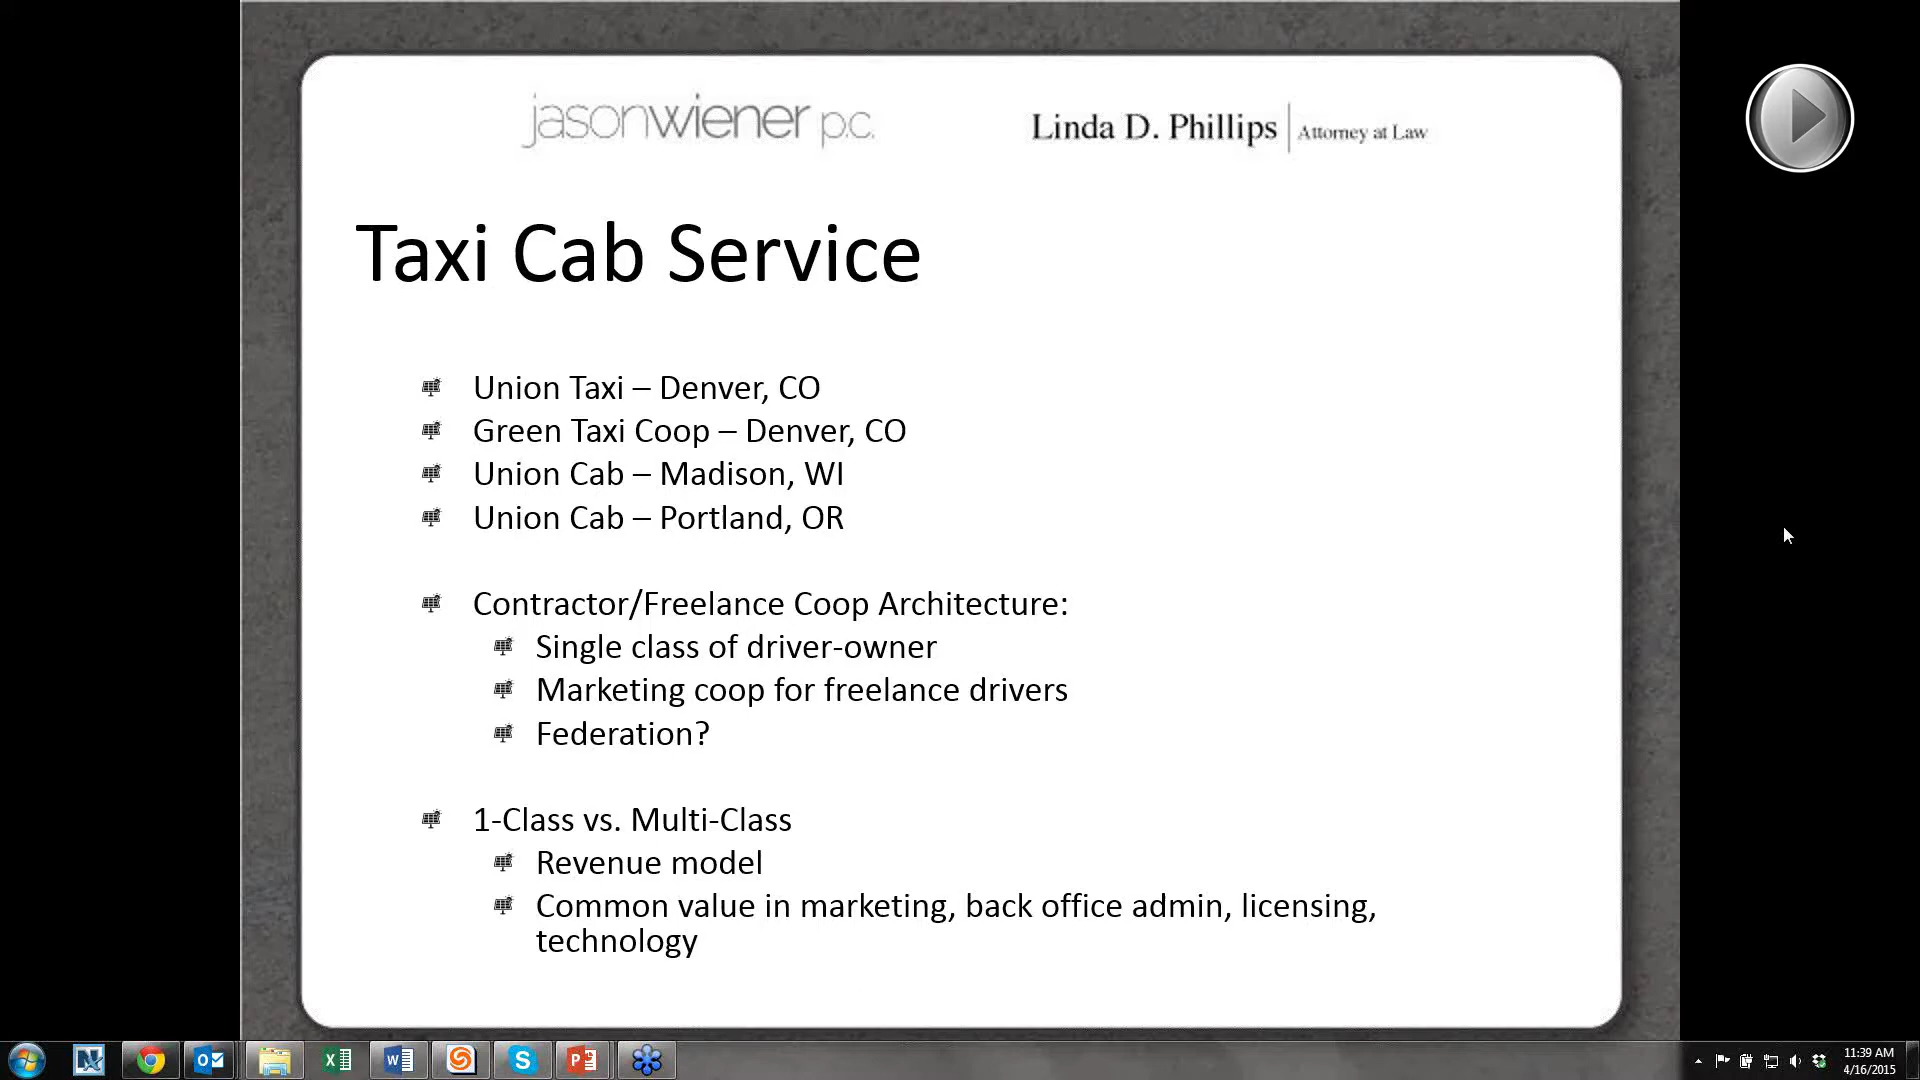 jasonwiener p.c.
Linda D. Phillips | Attorney at Law
Taxi Cab Service
Union Taxi – Denver, CO
Green Taxi Coop – Denver, CO
Union Cab – Madison, WI
Union Cab – Portland, OR
Contractor/Freelance Coop Architecture:
Single class of driver-owner
Marketing coop for freelance drivers
Federation?
1-Class vs. Multi-Class
Revenue model
Common value in marketing, back office admin, licensing,
technology
11:39 AM
4/16/2015